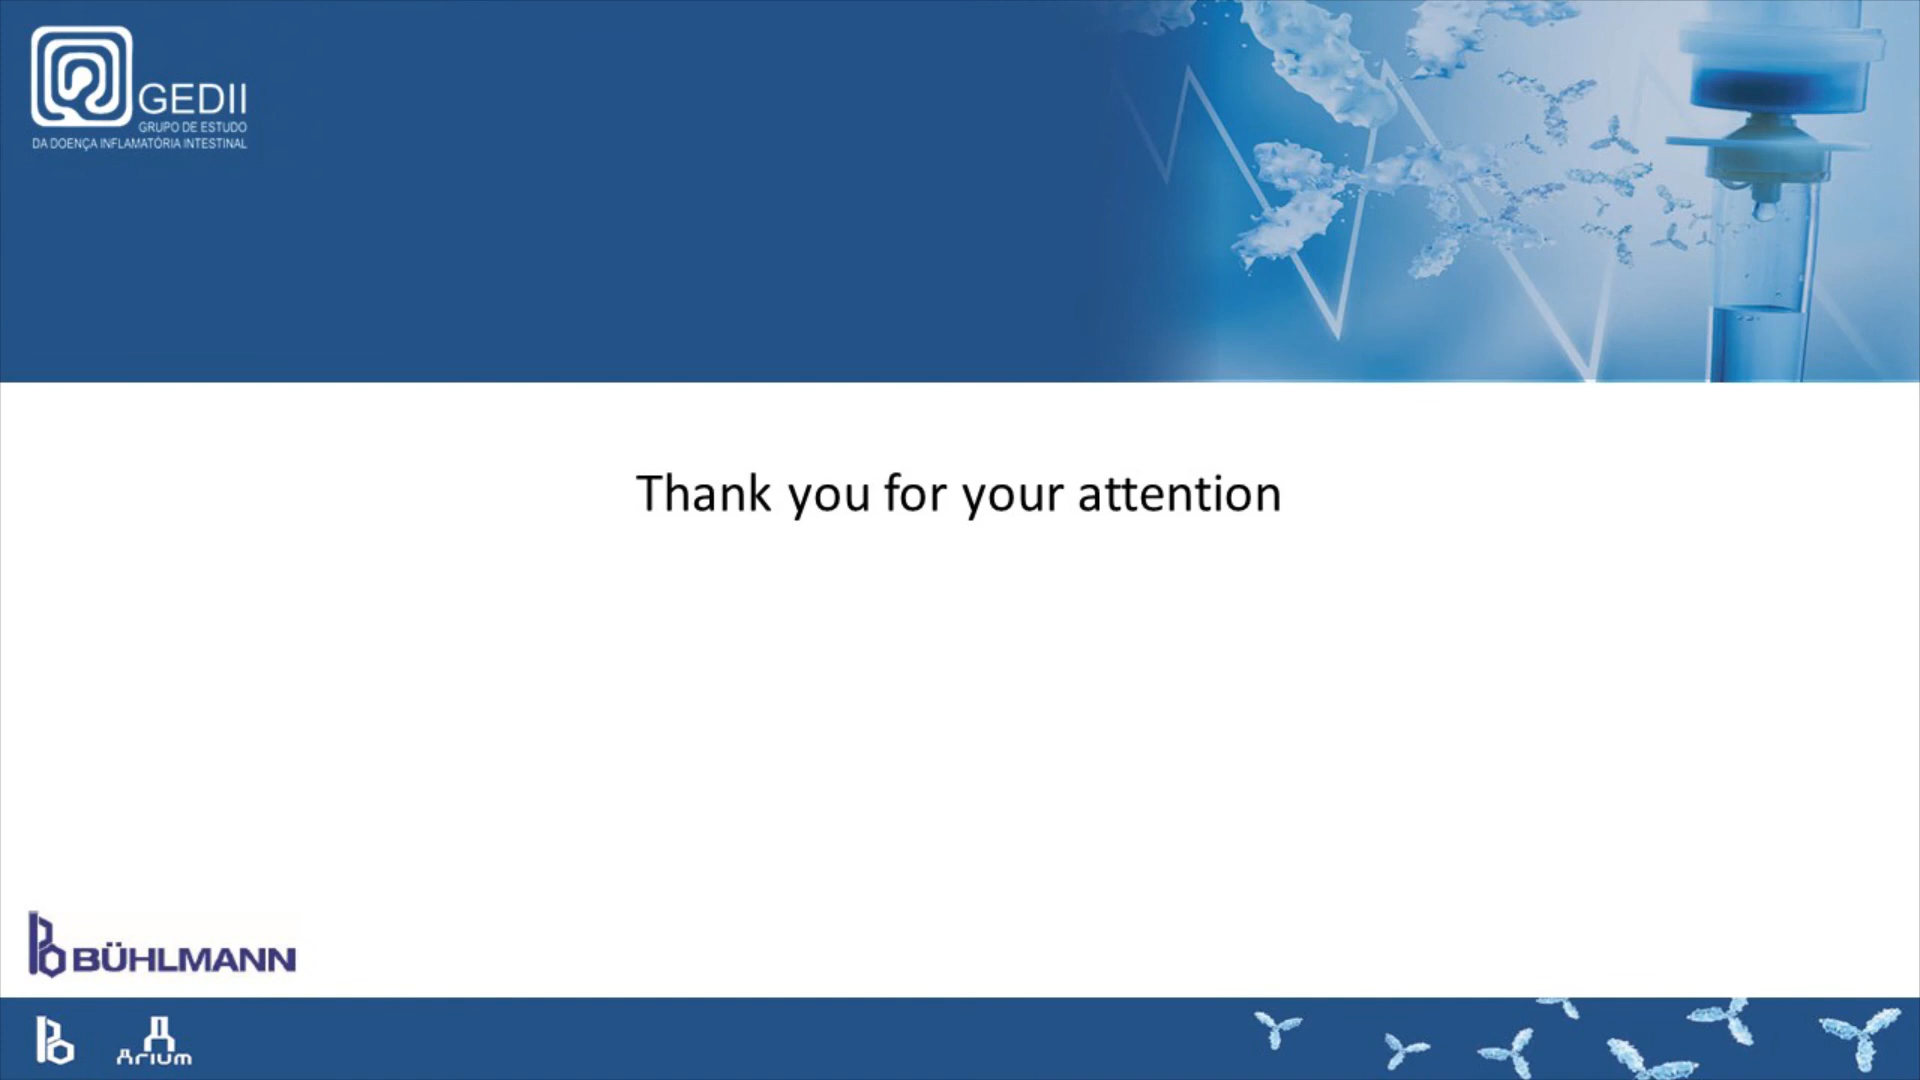 GEDII
GRUPO DE ESTUDO
DA DOENÇA INFLAMATÓRIA INTESTINAL
Thank you for your attention
BÜHLMANN
Arium